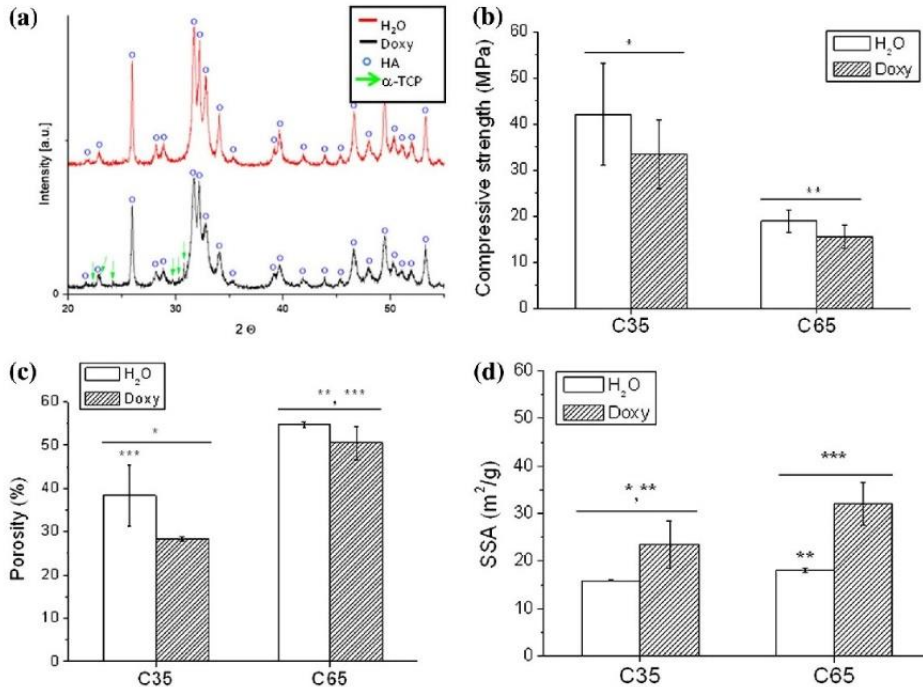 (a)
H₂O
Doxy
HA
α-TCP
Intensity [a.u.]
0
20 30 40 50
2 Θ
(b)
H₂O
Doxy
Compressive strength (MPa)
60
50
40
30
20
10
0
*
**
C35 C65
(c)
H₂O
Doxy
Porosity (%)
60
50
40
30
20
10
0
*
***
**, ***
C35 C65
(d)
H₂O
Doxy
SSA (m²/g)
60
50
40
30
20
10
0
*,**
***
**
C35 C65